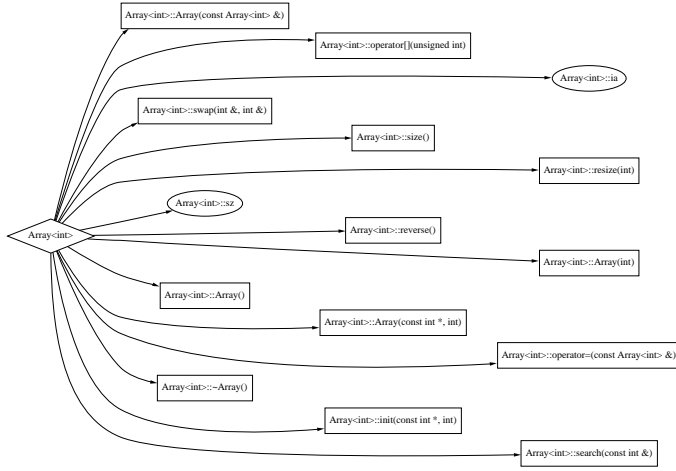 Array<int>::Array(const Array<int> &)
Array<int>::operator[](unsigned int)
Array<int>::ia
Array<int>::swap(int &, int &)
Array<int>::size()
Array<int>::resize(int)
Array<int>::sz
Array<int>
Array<int>::reverse()
Array<int>::Array(int)
Array<int>::Array()
Array<int>::Array(const int *, int)
Array<int>::operator=(const Array<int> &)
Array<int>::~Array()
Array<int>::init(const int *, int)
Array<int>::search(const int &)